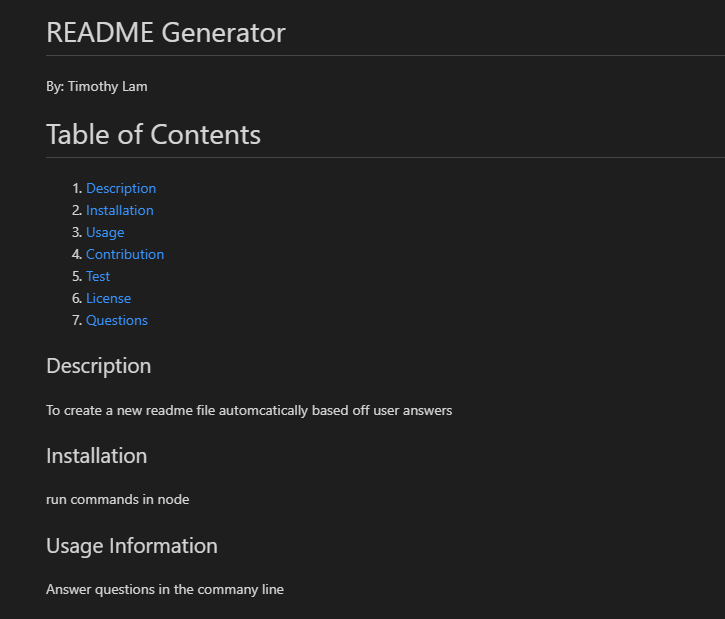 README Generator
By: Timothy Lam
Table of Contents
1. Description
2. Installation
3. Usage
4. Contribution
5. Test
6. License
7. Questions
Description
To create a new readme file automcatically based off user answers
Installation
run commands in node
Usage Information
Answer questions in the commany line